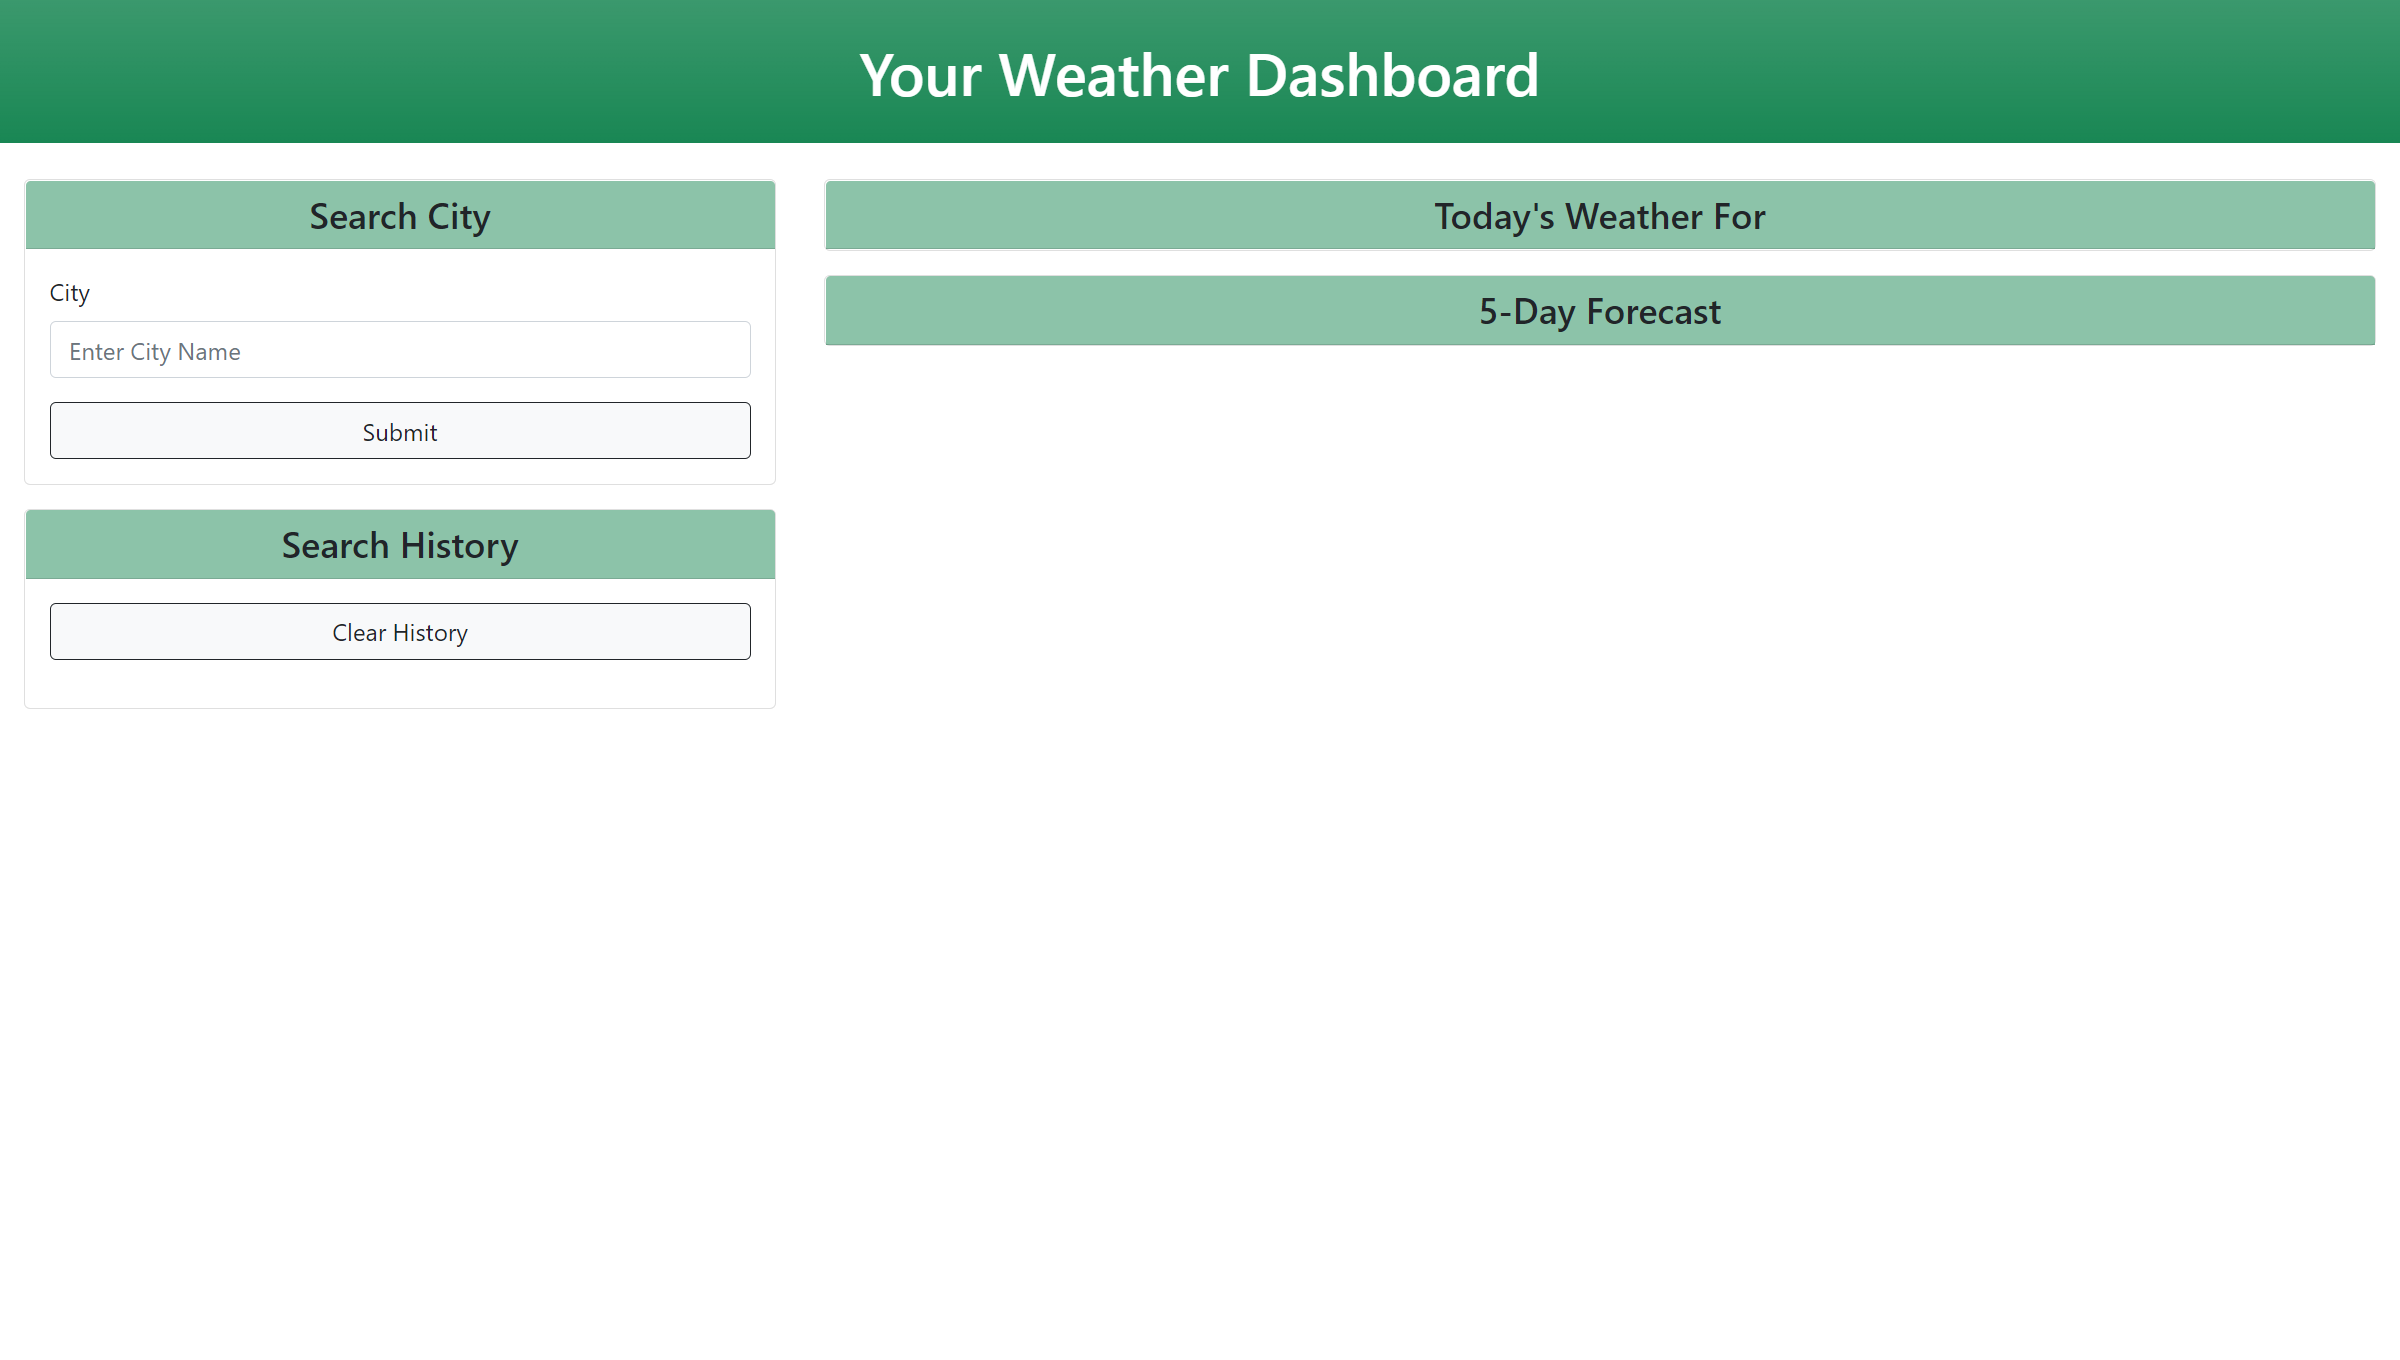 Your Weather Dashboard
Search City
City
Enter City Name
Submit
Search History
Clear History
Today's Weather For
5-Day Forecast